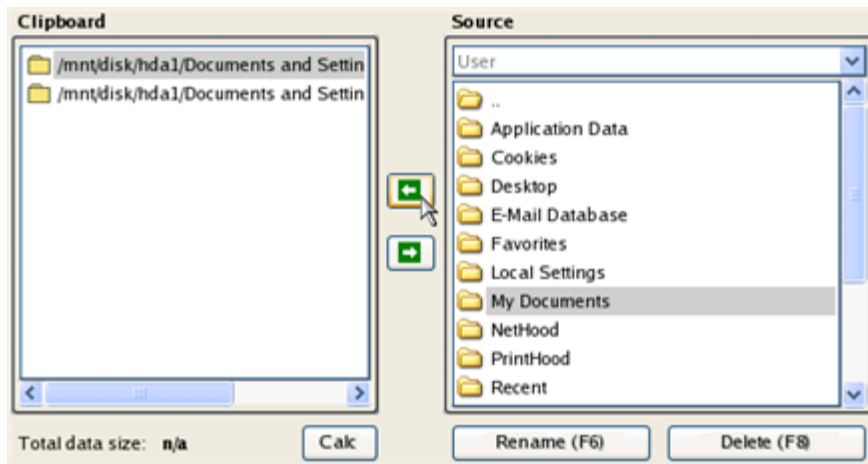 Clipboard
/mnt/disk/hda1/Documents and Settin
/mnt/disk/hda1/Documents and Settin
Total data size: n/a
Calc
Source
User
..
Application Data
Cookies
Desktop
E-Mail Database
Favorites
Local Settings
My Documents
NetHood
PrintHood
Recent
Rename (F6)
Delete (F8)